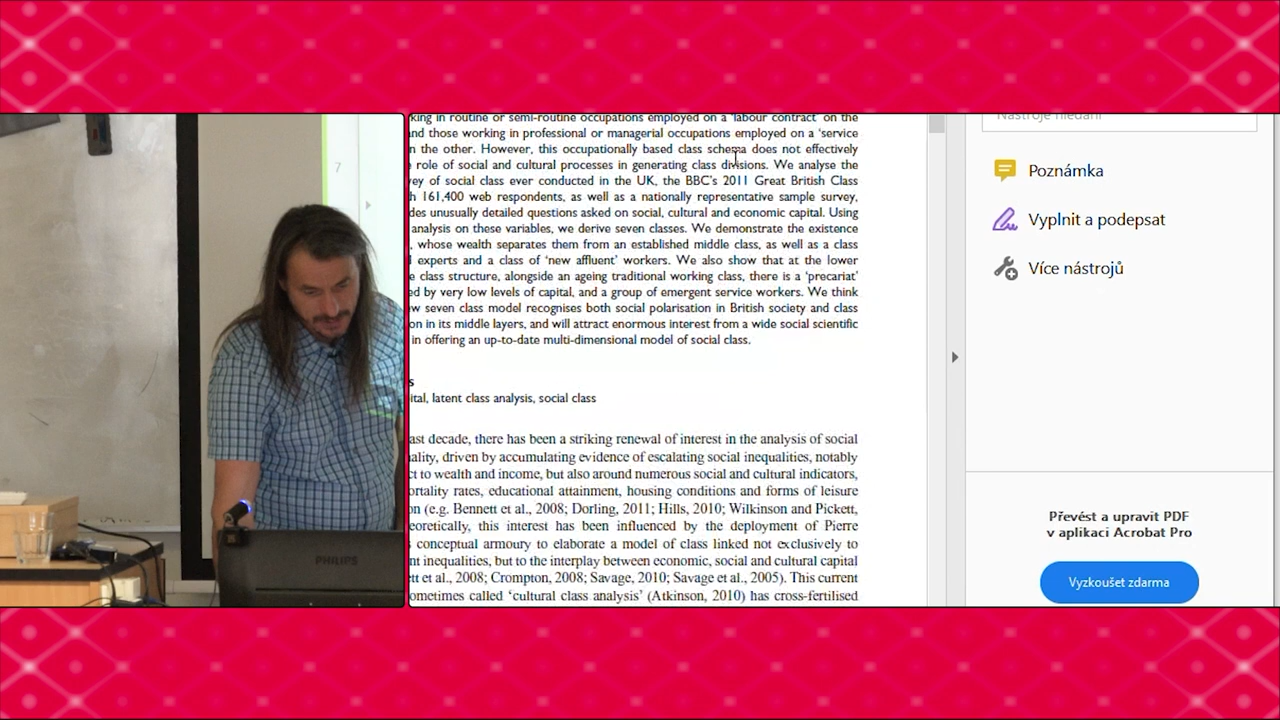 king in routine or semi-routine occupations employed on a 'labour contract' on the
nd those working in professional or managerial occupations employed on a 'service
n the other. However, this occupationally based class schema does not effectively
role of social and cultural processes in generating class divisions. We analyse the
vey of social class ever conducted in the UK, the BBC's 2011 Great British Class
h 161,400 web respondents, as well as a nationally representative sample survey,
des unusually detailed questions asked on social, cultural and economic capital. Using
analysis on these variables, we derive seven classes. We demonstrate the existence
, whose wealth separates them from an established middle class, as well as a class
l experts and a class of 'new affluent' workers. We also show that at the lower
e class structure, alongside an ageing traditional working class, there is a 'precariat'
ed by very low levels of capital, and a group of emergent service workers. We think
w seven class model recognises both social polarisation in British society and class
on in its middle layers, and will attract enormous interest from a wide social scientific
in offering an up-to-date multi-dimensional model of social class.
s
ital, latent class analysis, social class
ast decade, there has been a striking renewal of interest in the analysis of social
ality, driven by accumulating evidence of escalating social inequalities, notably
ct to wealth and income, but also around numerous social and cultural indicators,
ortality rates, educational attainment, housing conditions and forms of leisure
on (e.g. Bennett et al., 2008; Dorling, 2011; Hills, 2010; Wilkinson and Pickett,
eoretically, this interest has been influenced by the deployment of Pierre
s conceptual armoury to elaborate a model of class linked not exclusively to
nt inequalities, but to the interplay between economic, social and cultural capital
ett et al., 2008; Crompton, 2008; Savage, 2010; Savage et al., 2005). This current
ometimes called 'cultural class analysis' (Atkinson, 2010) has cross-fertilised
Nástroje hledání
Poznámka
Vyplnit a podepsat
Více nástrojů
Převést a upravit PDF
v aplikaci Acrobat Pro
Vyzkoušet zdarma
7
PHILIPS